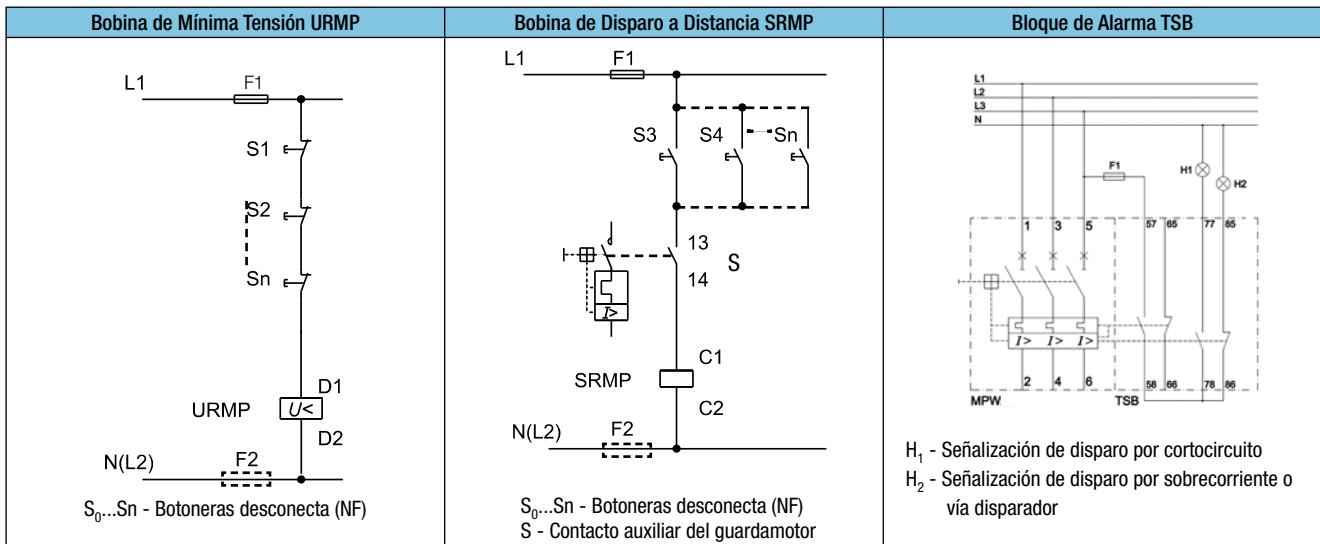 Bobina de Mínima Tensión URMP
L1
F1
S1
S2
Sn
D1
URMP
U<
D2
N(L2)
F2
S0...Sn - Botoneras desconecta (NF)
Bobina de Disparo a Distancia SRMP
L1
F1
S3
S4
Sn
13
S
14
I>
C1
SRMP
C2
N(L2)
F2
S0...Sn - Botoneras desconecta (NF)
S - Contacto auxiliar del guardamotor
Bloque de Alarma TSB
L1
L2
L3
N
F1
H1
H2
1 3 5 57 65 77 85
I> I> I>
2 4 6 58 66 78 86
MPW
TSB
H1 - Señalización de disparo por cortocircuito
H2 - Señalización de disparo por sobrecorriente o
vía disparador